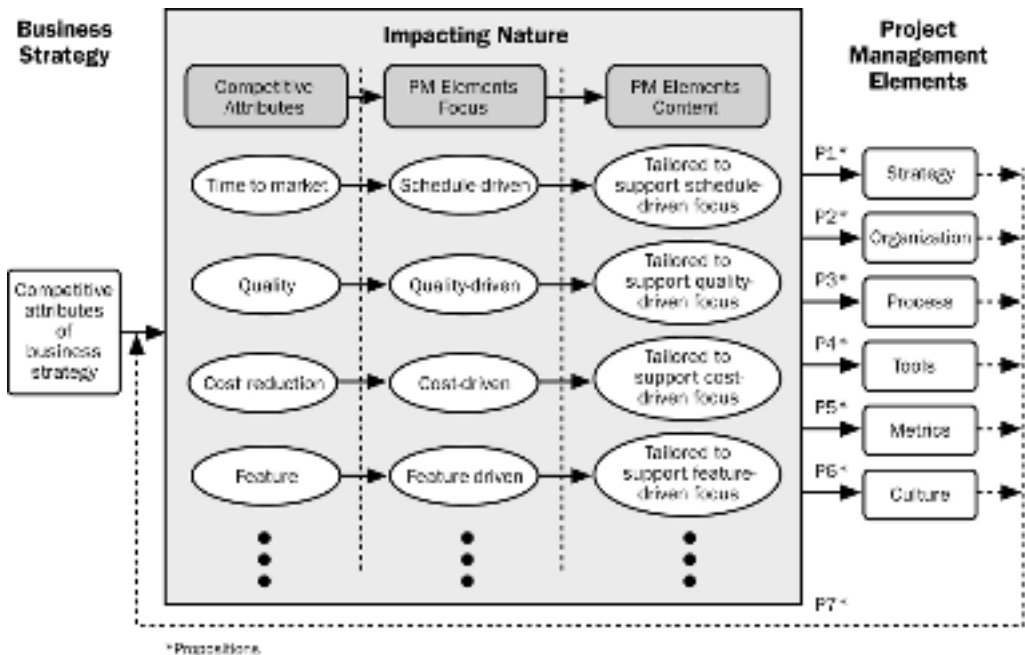 Business
Strategy
Impacting Nature
Project
Management
Elements
Competitive
Attributes
PM Elements
Focus
PM Elements
Content
Time to market
Schedule driven
Tailored to
support schedule-
driven focus
Quality
Quality-driven
Tailored to
support quality-
driven focus
Cost reduction
Cost-driven
Tailored to
support cost-
driven focus
Feature
Feature driven
Tailored to
support feature-
driven focus
Competitive
attributes
of
business
strategy
P1*
Strategy
P2*
Organization
P3*
Process
P4*
Tools
P5*
Metrics
P6*
Culture
P7*
*Propositions